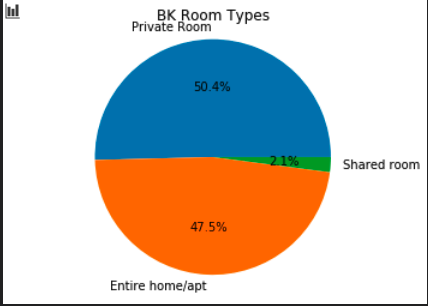 BK Room Types
Private Room
50.4%
2.1%
Shared room
47.5%
Entire home/apt